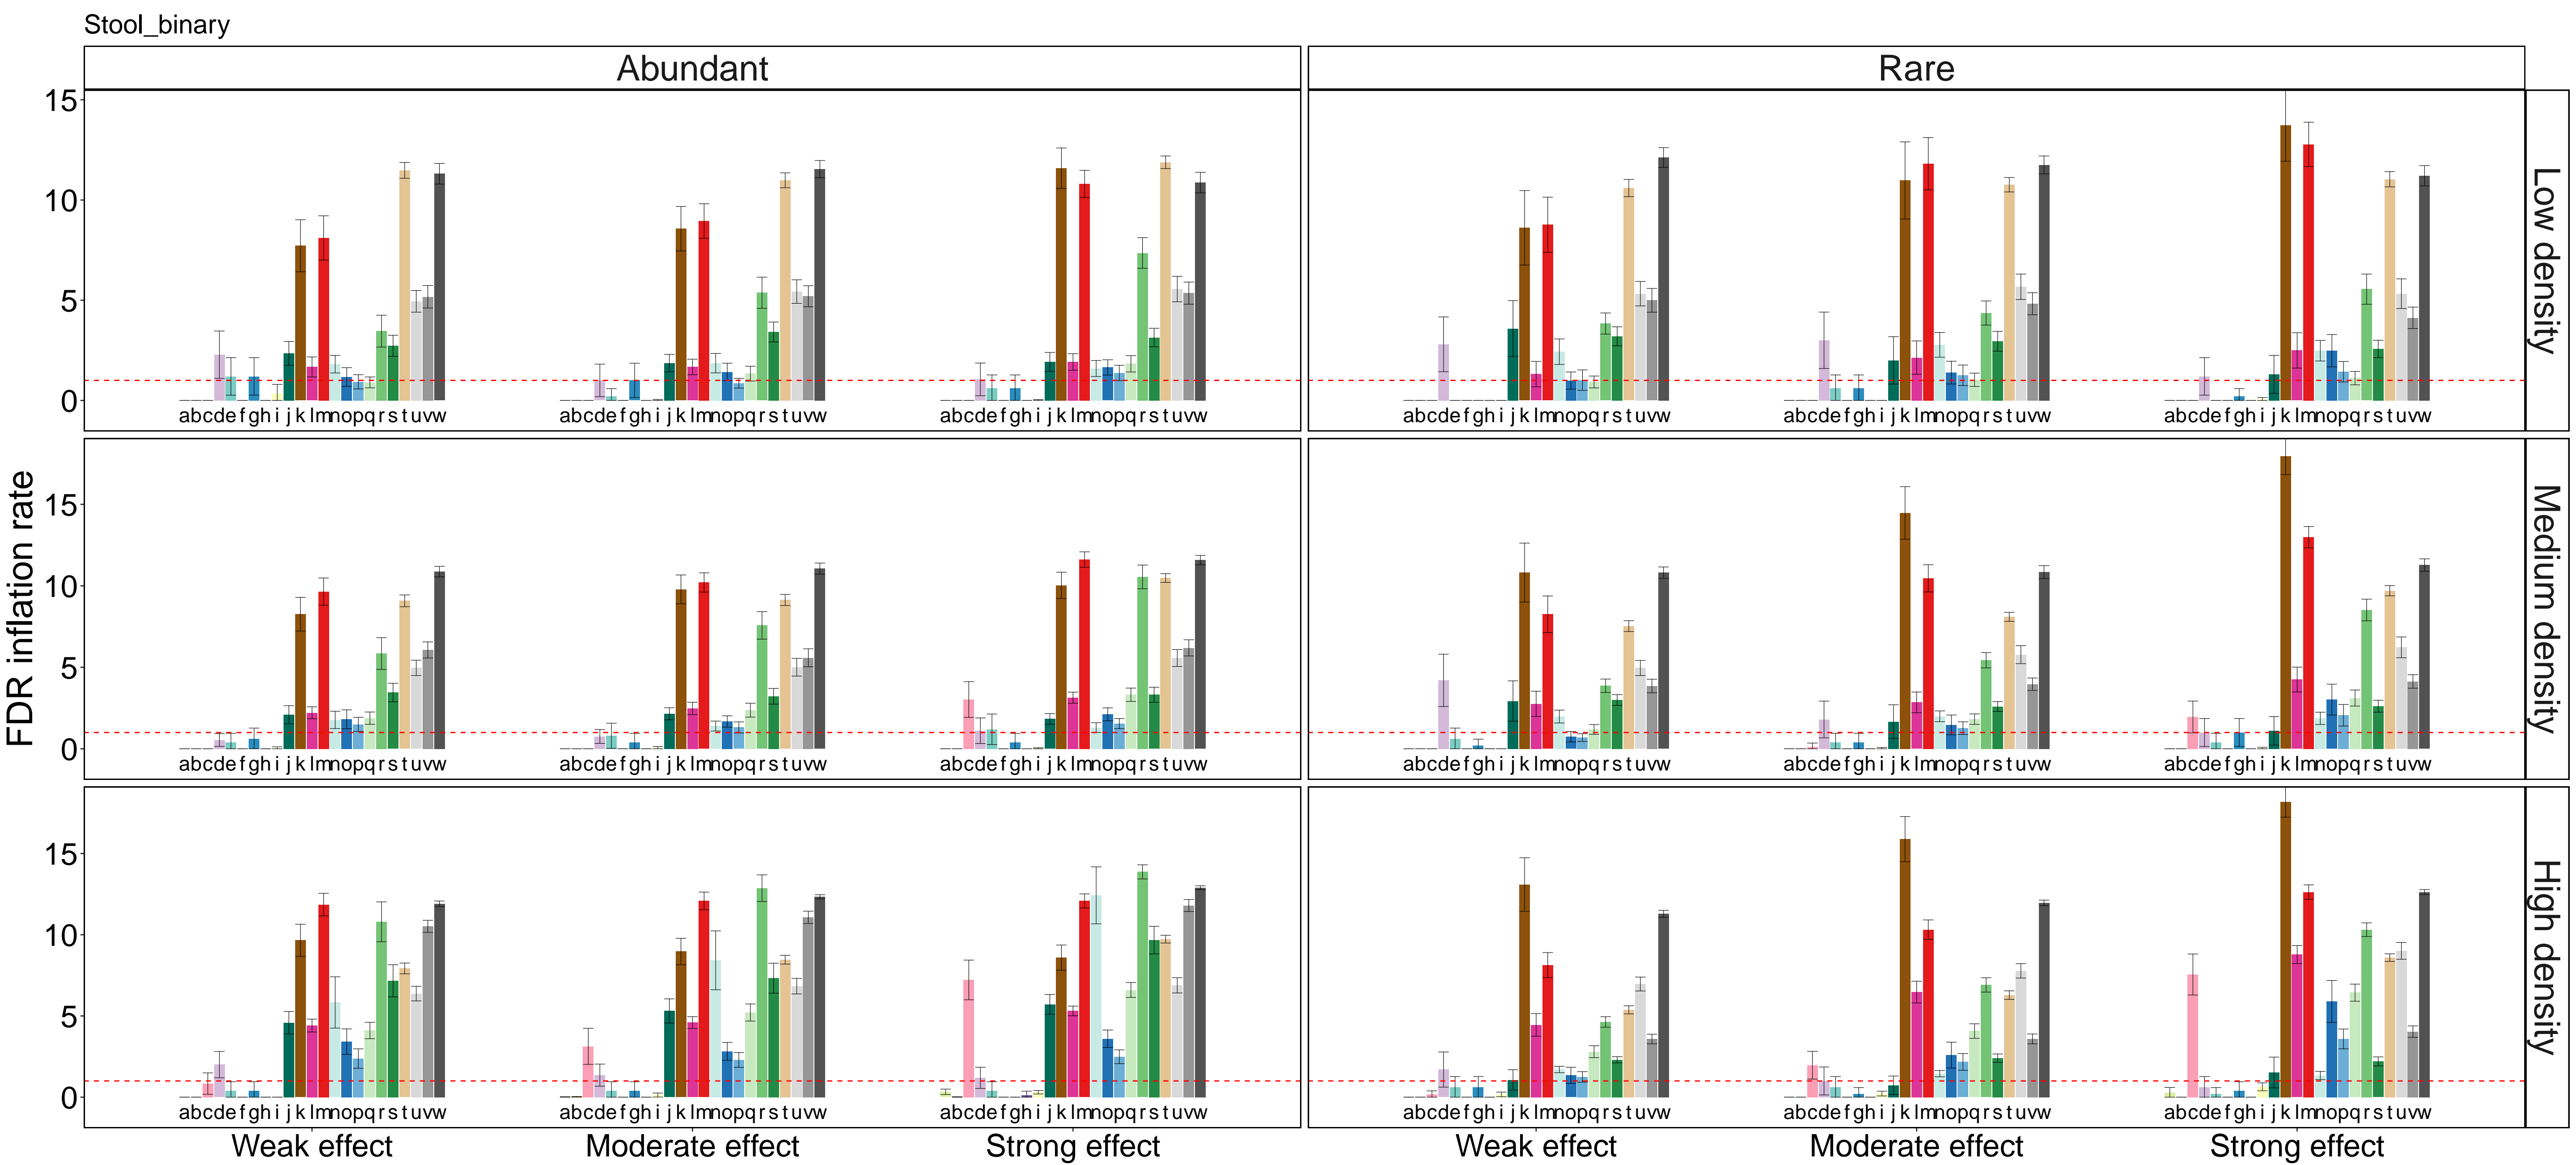 Stool_binary
Abundant Rare
15
10
5
0
abcdefghijklmnopqrstuvw abcdefghijklmnopqrstuvw abcdefghijklmnopqrstuvw abcdefghijklmnopqrstuvw abcdefghijklmnopqrstuvw abcdefghijklmnopqrstuvw
Low density
FDR inflation rate
15
10
5
0
abcdefghijklmnopqrstuvw abcdefghijklmnopqrstuvw abcdefghijklmnopqrstuvw abcdefghijklmnopqrstuvw abcdefghijklmnopqrstuvw abcdefghijklmnopqrstuvw
Medium density
15
10
5
0
abcdefghijklmnopqrstuvw abcdefghijklmnopqrstuvw abcdefghijklmnopqrstuvw abcdefghijklmnopqrstuvw abcdefghijklmnopqrstuvw abcdefghijklmnopqrstuvw
High density
Weak effect Moderate effect Strong effect Weak effect Moderate effect Strong effect